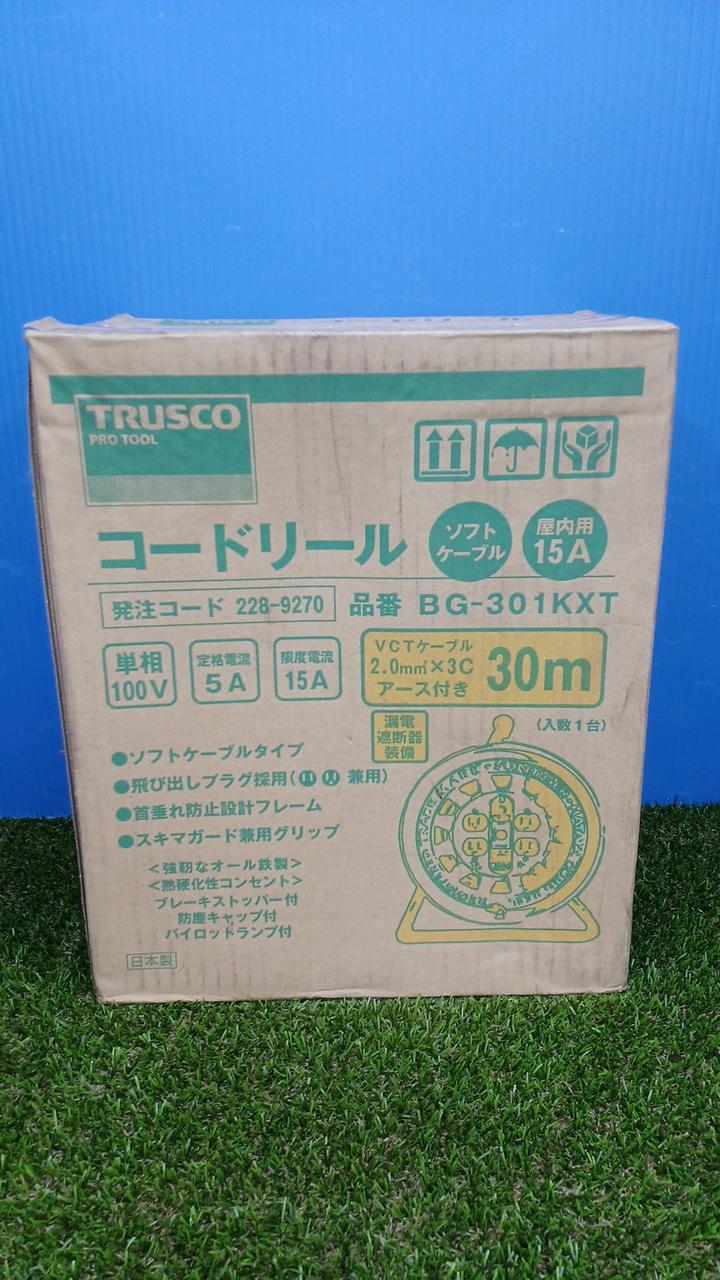 TRUSCO
PRO TOOL
コードリール
ソフト
ケーブル
屋内用
15A
発注コード 228-9270
品番 BG-301KXT
単相
100V
定格電流
5A
限度電流
15A
VCTケーブル
2.0mm²×3C
アース付き
30m
漏電
遮断器
装備
(入数1台)
●ソフトケーブルタイプ
●飛び出しプラグ採用( 兼用)
●首垂れ防止設計フレーム
●スキマガード兼用グリップ
<強靭なオール鉄製>
<熱硬化性コンセント>
ブレーキストッパー付
防塵キャップ付
パイロットランプ付
日本製